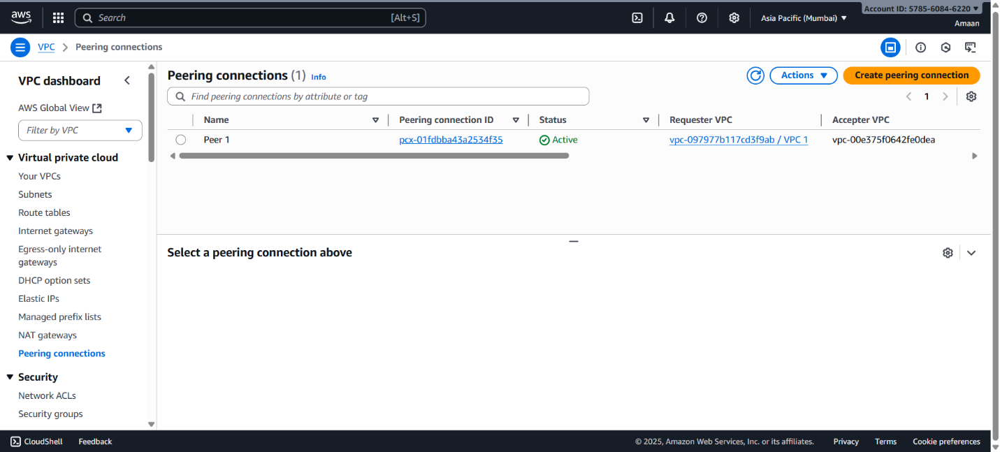 aws
Search [Alt+S]
Asia Pacific (Mumbai)
Account ID: 5785-6084-6220
Amaan
VPC Peering connections
VPC dashboard
AWS Global View
Filter by VPC
Virtual private cloud
Your VPCs
Subnets
Route tables
Internet gateways
Egress-only internet
gateways
DHCP option sets
Elastic IPs
Managed prefix lists
NAT gateways
Peering connections
Security
Network ACLs
Security groups
Peering connections (1) Info
Actions
Create peering connection
Find peering connections by attribute or tag
1
Name Peering connection ID Status Requester VPC Accepter VPC
Peer 1 pcx-01fdbba43a2534f35 Active vpc-097977b117cd3f9ab / VPC 1 vpc-00e375f0642fe0dea
Select a peering connection above
CloudShell Feedback © 2025, Amazon Web Services, Inc. or its affiliates. Privacy Terms Cookie preferences